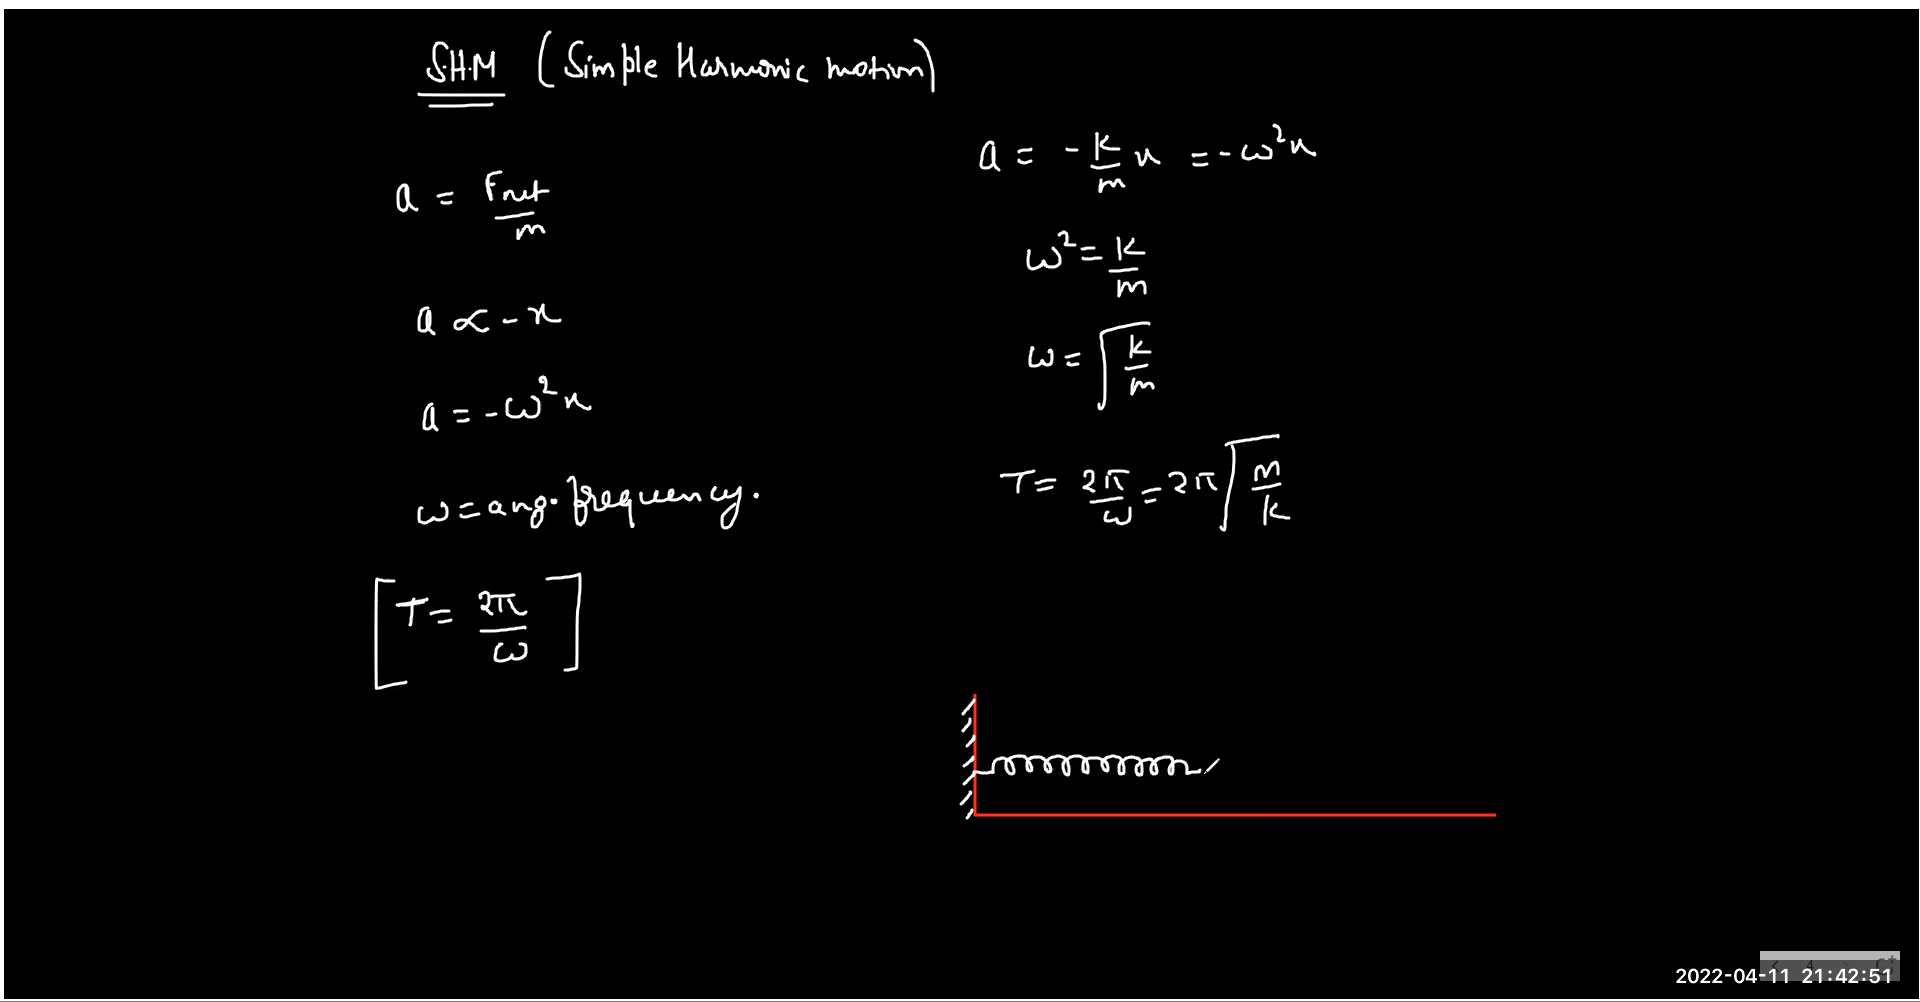 S.H.M (Simple Harmonic motion)
a = Fnet/m
a ∝ -x
a = -ω²x
ω = ang. frequency.
[T = 2π/ω]
a = -k/m x = -ω²x
ω² = k/m
ω = √(k/m)
T = 2π/ω = 2π√(m/k)
2022-04-11 21:42:51